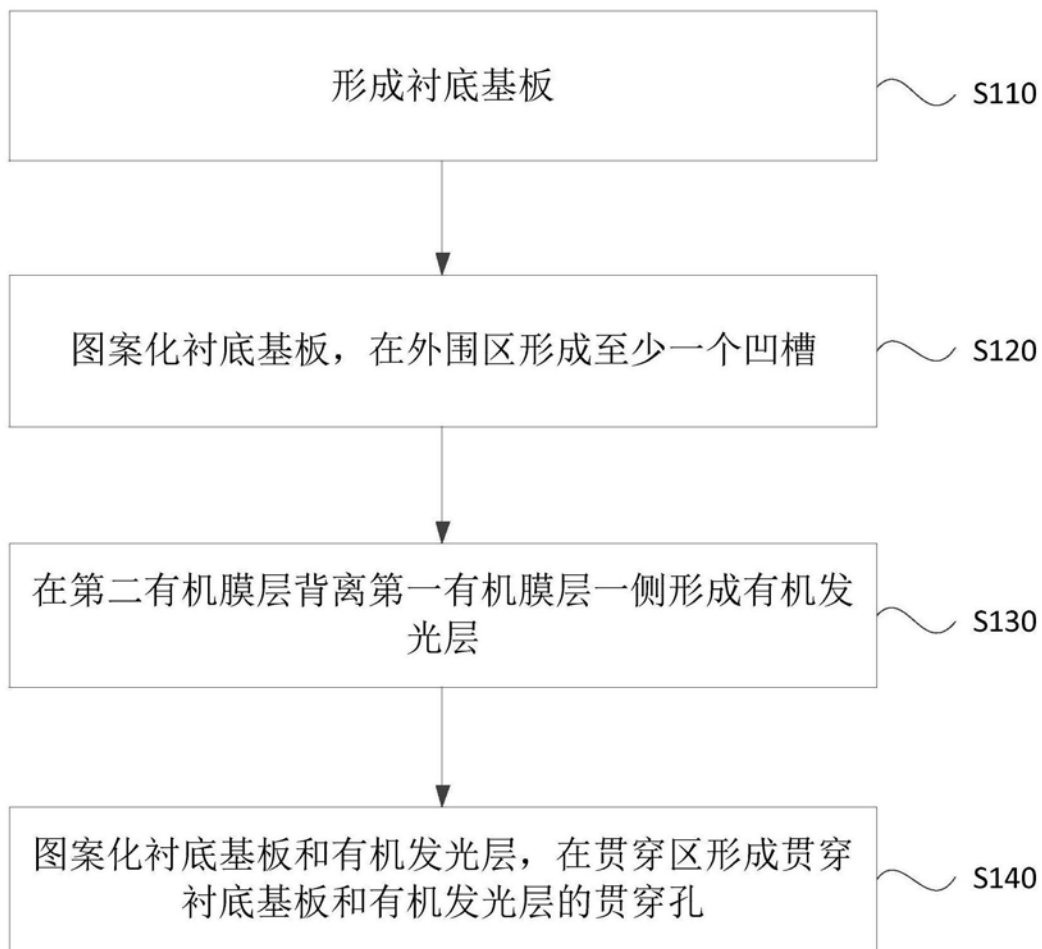 形成衬底基板
S110
图案化衬底基板，在外围区形成至少一个凹槽
S120
在第二有机膜层背离第一有机膜层一侧形成有机发
光层
S130
图案化衬底基板和有机发光层，在贯穿区形成贯穿
衬底基板和有机发光层的贯穿孔
S140